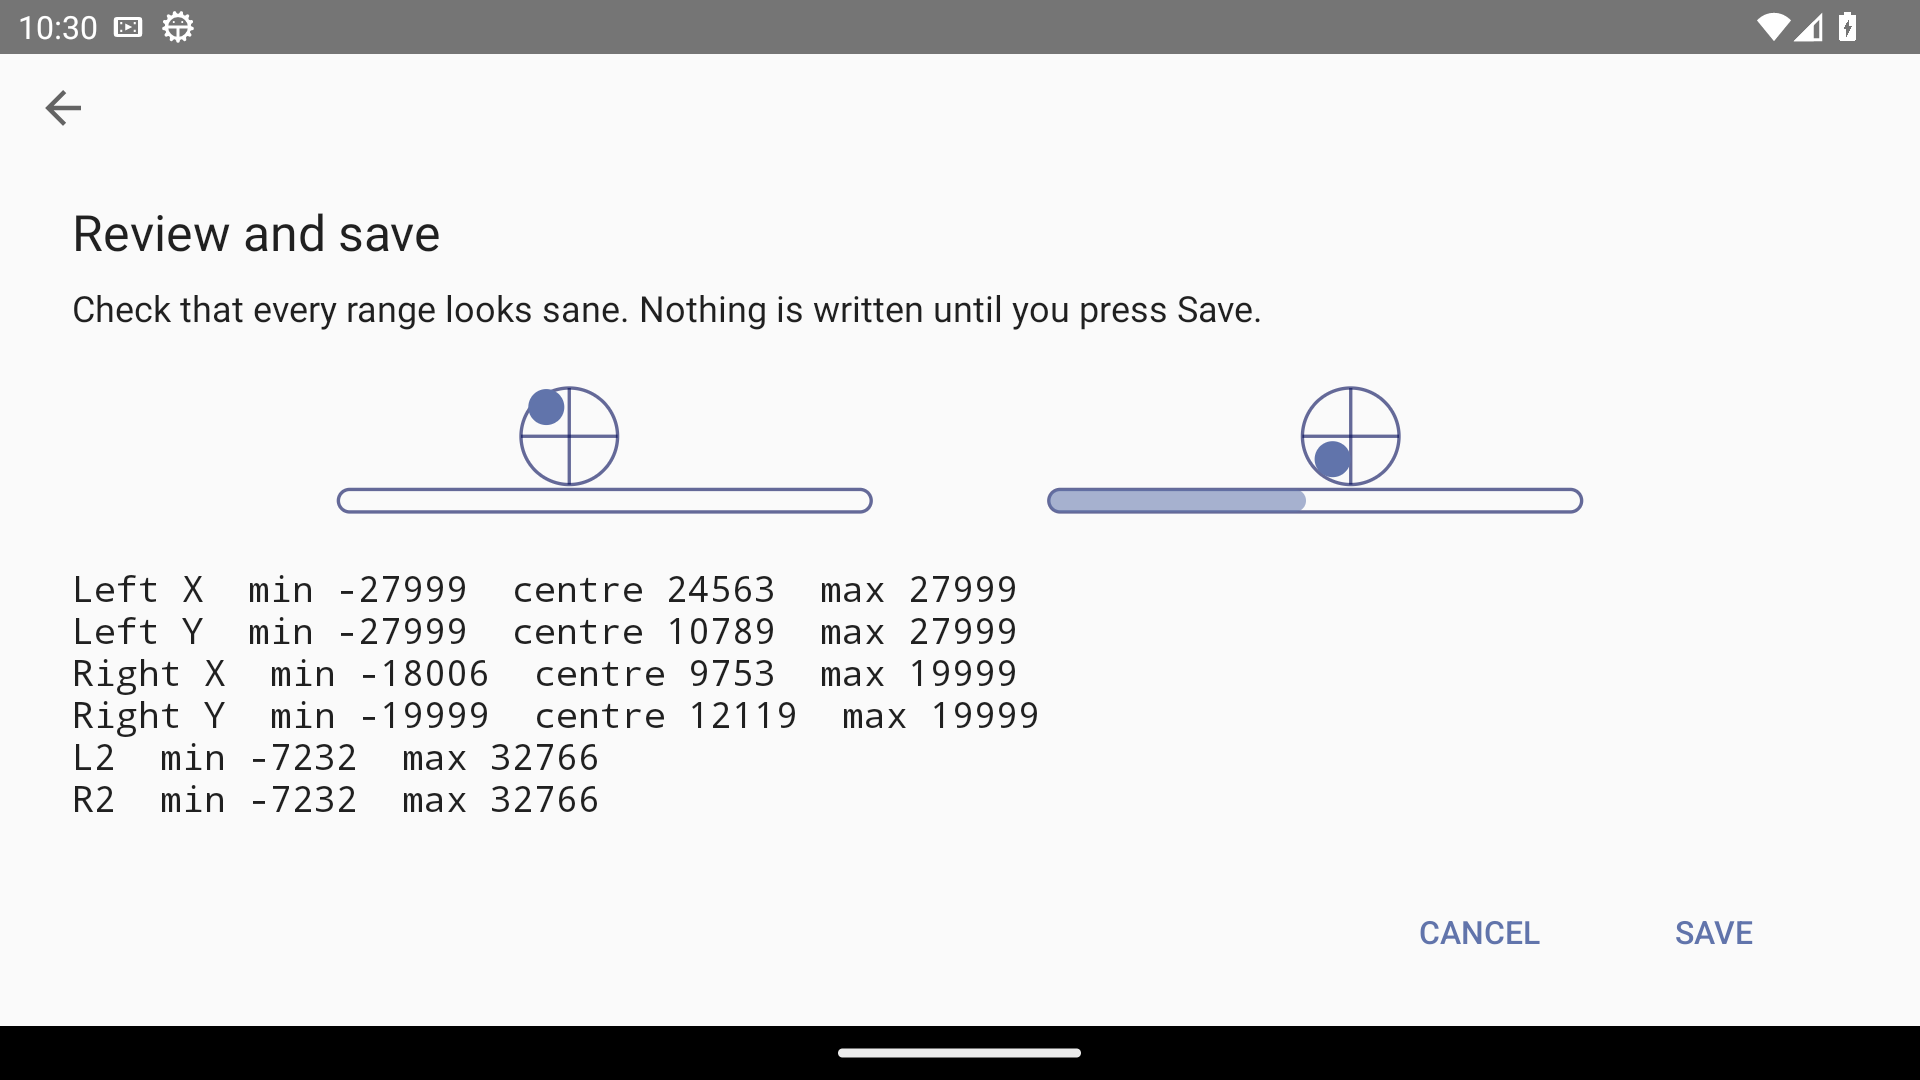 10:30
Review and save
Check that every range looks sane. Nothing is written until you press Save.
Left X  min -27999  centre 24563  max 27999
Left Y  min -27999  centre 10789  max 27999
Right X  min -18006  centre 9753  max 19999
Right Y  min -19999  centre 12119  max 19999
L2  min -7232  max 32766
R2  min -7232  max 32766
CANCEL SAVE